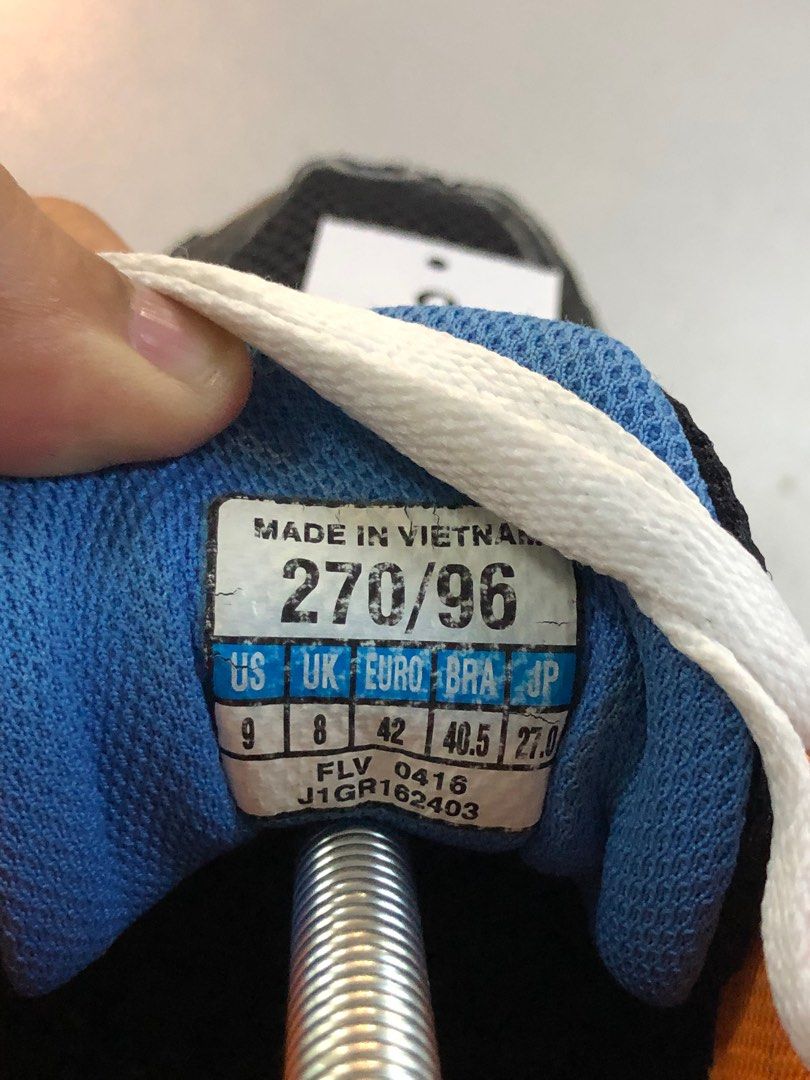 MADE IN VIETNAM
270/96
US UK EURO BRA JP
9 8 42 40.5 27.0
FLV 0416
J1GR162403